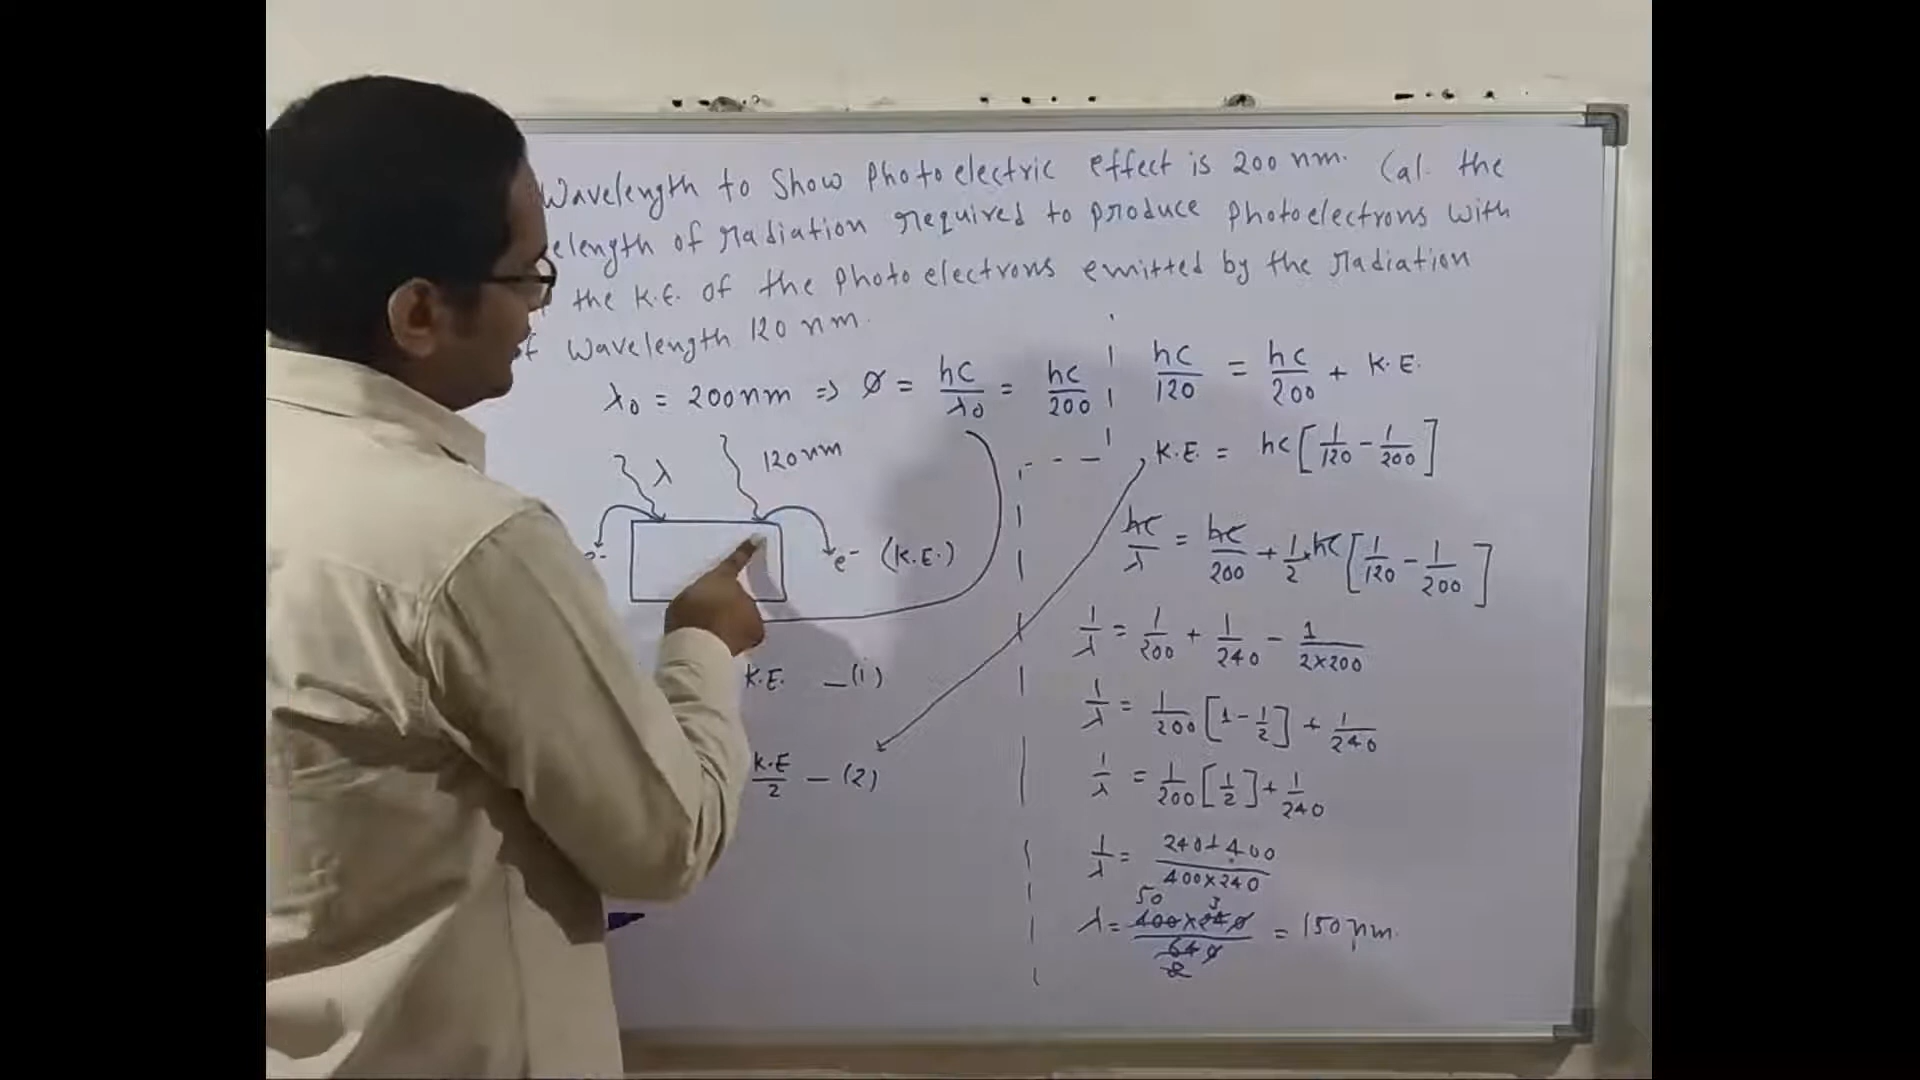 Wavelength to Show Photoelectric effect is 200 nm. Cal. the
elength of radiation required to produce photoelectrons with
the K.E. of the Photoelectrons emitted by the radiation
of wavelength 120 nm.
λ0 = 200nm ⇒ Ø = hc/λ0 = hc/200
λ 120nm
e- e- (K.E.)
K.E. — (1)
K.E/2 — (2)
hc/120 = hc/200 + K.E.
K.E. = hc[1/120 - 1/200]
hc/λ = hc/200 + 1/2 × hc[1/120 - 1/200]
1/λ = 1/200 + 1/240 - 1/2×200
1/λ = 1/200 [1 - 1/2] + 1/240
1/λ = 1/200 [1/2] + 1/240
1/λ = 240+400/400×240
50 3
λ = 400×240/640 = 150 nm.
8